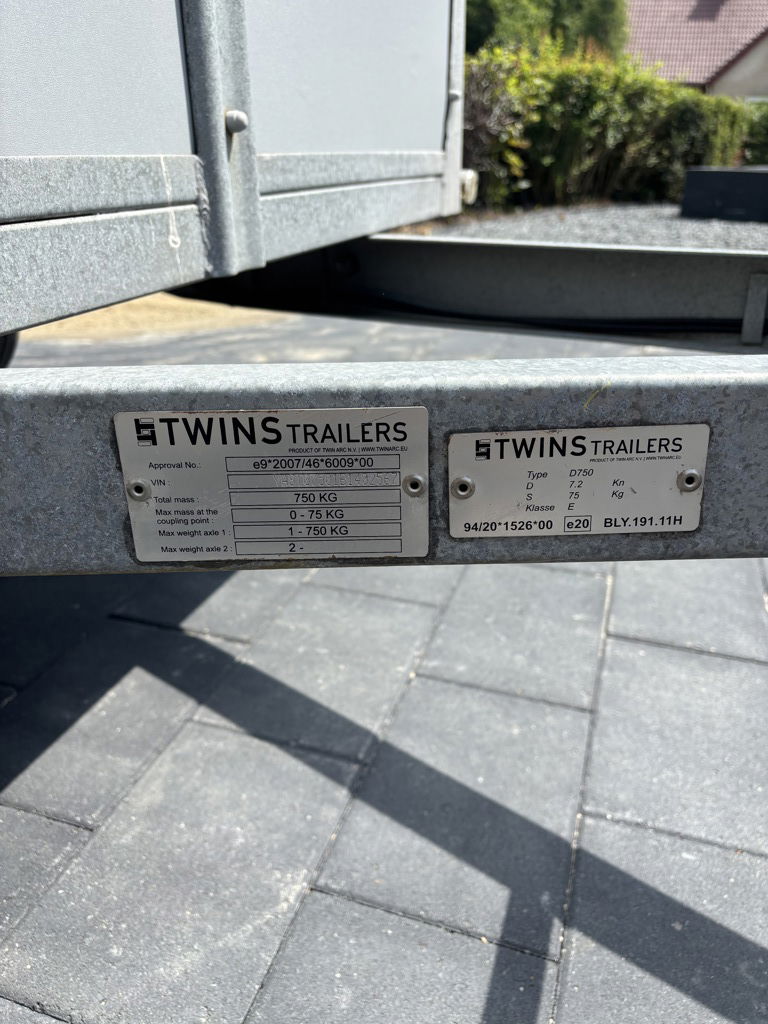 TWINS TRAILERS
PRODUCT OF TWIN ARC N.V. | WWW.TWINARC.EU
Approval No.: e9*2007/46*6009*00
VIN :
Total mass : 750 KG
Max mass at the
coupling point : 0 - 75 KG
Max weight axle 1 : 1 - 750 KG
Max weight axle 2 : 2 -
TWINS TRAILERS
PRODUCT OF TWIN ARC N.V. | WWW.TWINARC.EU
Type D750
D 7.2 Kn
S 75 Kg
Klasse E
94/20*1526*00 e20 BLY.191.11H